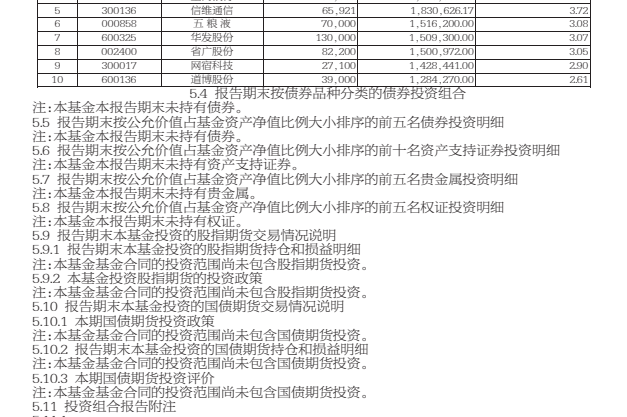 5 300136 信维通信 65,921 1,830,626.17 3.72
6 000858 五 粮 液 70,000 1,516,200.00 3.08
7 600325 华发股份 130,000 1,509,300.00 3.07
8 002400 省广股份 82,200 1,500,972.00 3.05
9 300017 网宿科技 27,100 1,428,441.00 2.90
10 600136 道博股份 39,000 1,284,270.00 2.61
5.4 报告期末按债券品种分类的债券投资组合
注:本基金本报告期末未持有债券。
5.5 报告期末按公允价值占基金资产净值比例大小排序的前五名债券投资明细
注:本基金本报告期末未持有债券。
5.6 报告期末按公允价值占基金资产净值比例大小排序的前十名资产支持证券投资明细
注:本基金本报告期末未持有资产支持证券。
5.7 报告期末按公允价值占基金资产净值比例大小排序的前五名贵金属投资明细
注:本基金本报告期末未持有贵金属。
5.8 报告期末按公允价值占基金资产净值比例大小排序的前五名权证投资明细
注:本基金本报告期末未持有权证。
5.9 报告期末本基金投资的股指期货交易情况说明
5.9.1 报告期末本基金投资的股指期货持仓和损益明细
注:本基金基金合同的投资范围尚未包含股指期货投资。
5.9.2 本基金投资股指期货的投资政策
注:本基金基金合同的投资范围尚未包含股指期货投资。
5.10 报告期末本基金投资的国债期货交易情况说明
5.10.1 本期国债期货投资政策
注:本基金基金合同的投资范围尚未包含国债期货投资。
5.10.2 报告期末本基金投资的国债期货持仓和损益明细
注:本基金基金合同的投资范围尚未包含国债期货投资。
5.10.3 本期国债期货投资评价
注:本基金基金合同的投资范围尚未包含国债期货投资。
5.11 投资组合报告附注